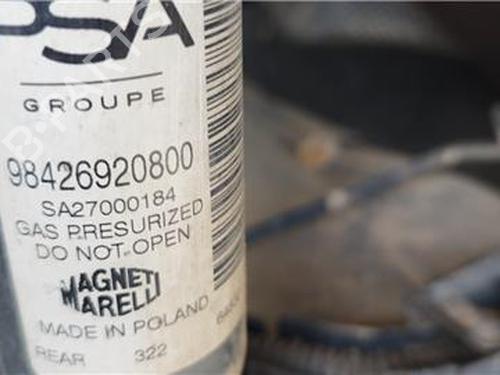 PSA
GROUPE
98426920800
SA27000184
GAS PRESURIZED
DO NOT OPEN
MAGNETI
MARELLI
MADE IN POLAND
REAR 322